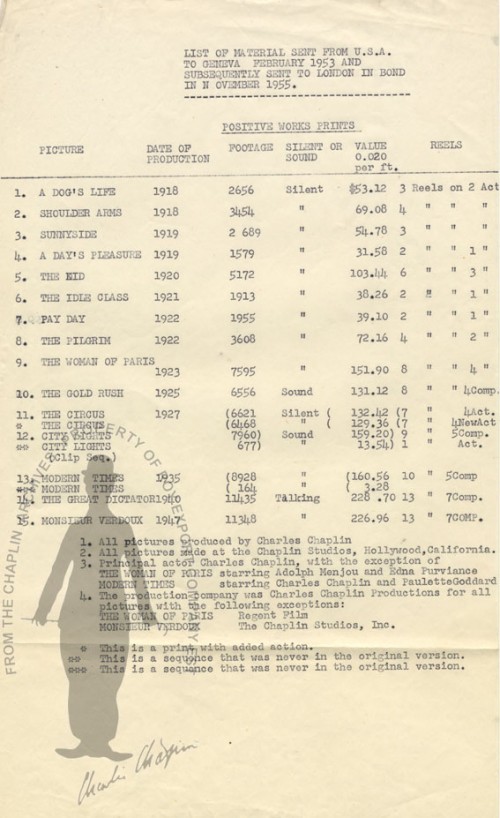 LIST OF MATERIAL SENT FROM U.S.A.
TO GENEVA FEBRUARY 1953 AND
SUBSEQUENTLY SENT TO LONDON IN BOND
IN N OVEMBER 1955.
POSITIVE WORKS PRINTS
PICTURE DATE OF PRODUCTION FOOTAGE SILENT OR SOUND VALUE 0.020 per ft. REELS
1. A DOG'S LIFE 1918 2656 Silent $53.12 3 Reels on 2 Act
2. SHOULDER ARMS 1918 3454 " 69.08 4 " " "
3. SUNNYSIDE 1919 2 689 " 54.78 3 " " "
4. A DAY'S PLEASURE 1919 1579 " 31.58 2 " " 1 "
5. THE KID 1920 5172 " 103.44 6 " " 3 "
6. THE IDLE CLASS 1921 1913 " 38.26 2 " " 1 "
7. PAY DAY 1922 1955 " 39.10 2 " " 1 "
8. THE PILGRIM 1922 3608 " 72.16 4 " " 2 "
9. THE WOMAN OF PARIS
1923 7595 " 151.90 8 " " 4 "
10. THE GOLD RUSH 1925 6556 Sound 131.12 8 " " 4Comp.
11. THE CIRCUS 1927 (6621 Silent ( 132.42 (7 " 4Act.
* THE CIRCUS (6468 " ( 129.36 (7 " 4NewAct
12. CITY LIGHTS 7960) Sound 159.20) 9 " 5Comp.
** CITY LIGHTS 677) 13.54) 1 " Act.
(Clip Seq.)
13. MODERN TIMES 1935 (8928 (160.56 10 " 5Comp
*** MODERN TIMES ( 164 " ( 3.28
14. THE GREAT DICTATOR 1940 11435 Talking 228 .70 13 " 7Comp.
15. MONSIEUR VERDOUX 1947 11348 " 226.96 13 " 7COMP.
1. All pictures produced by Charles Chaplin
2. All pictures made at the Chaplin Studios, Hollywood,California.
3. Principal actor Charles Chaplin, with the exception of
THE WOMAN OF PARIS starring Adolph Menjou and Edna Purviance
MODERN TIMES starring Charles Chaplin and PauletteGoddard
4. The production company was Charles Chaplin Productions for all
pictures with the following exceptions:
THE WOMAN OF PARIS Regent Film
MONSIEUR VERDOUX The Chaplin Studios, Inc.
* This is a print with added action.
** This is a sequence that was never in the original version.
*** This is a sequence that was never in the original version.
Charlie Chaplin
FROM THE CHAPLIN ARCHIVES
PROPERTY OF ROY EXPORT COMPANY